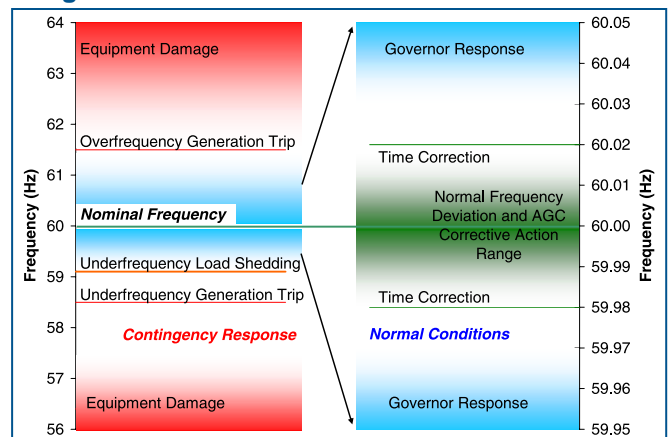 64
63
62
61
60
59
58
57
56
Frequency (Hz)
Equipment Damage
Overfrequency Generation Trip
Nominal Frequency
Underfrequency Load Shedding
Underfrequency Generation Trip
Contingency Response
Equipment Damage
Governor Response
Time Correction
Normal Frequency
Deviation and AGC
Corrective Action
Range
Time Correction
Normal Conditions
Governor Response
60.05
60.04
60.03
60.02
60.01
60.00
59.99
59.98
59.97
59.96
59.95
Frequency (Hz)